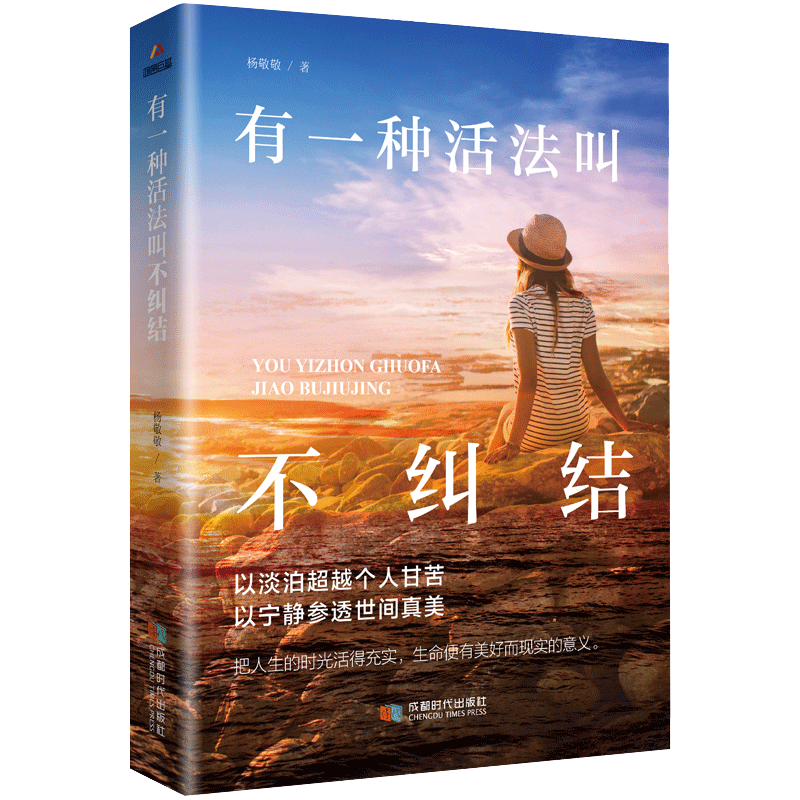 杨敬敬 / 著
有一种活法叫
YOU YIZHON GHUOFA
JIAO BUJIUJING
不纠结
以淡泊超越个人甘苦
以宁静参透世间真美
把人生的时光活得充实，生命便有美好而现实的意义。
成都时代出版社
CHENGDU TIMES PRESS
有一种活法叫不纠结
杨敬敬 / 著
成都时代出版社
CHENGDU TIMES PRESS